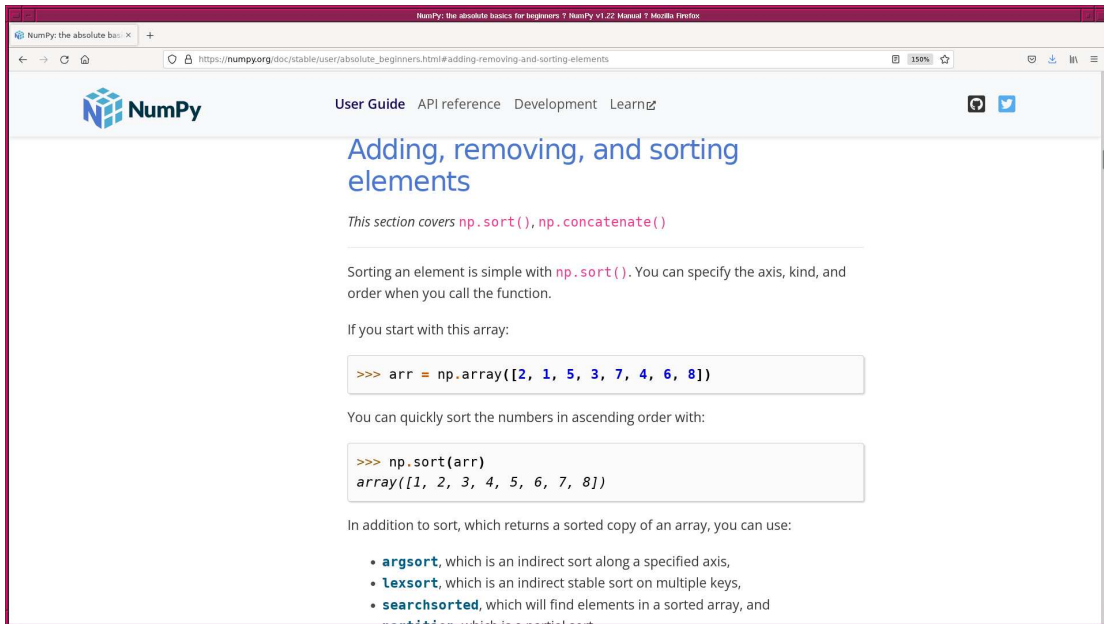 NumPy: the absolute basics for beginners ? NumPy v1.22 Manual ? Mozilla Firefox
NumPy: the absolute bas
https://numpy.org/doc/stable/user/absolute_beginners.html#adding-removing-and-sorting-elements
150%
NumPy
User Guide API reference Development Learn
Adding, removing, and sorting
elements
This section covers np.sort(), np.concatenate()
Sorting an element is simple with np.sort(). You can specify the axis, kind, and
order when you call the function.
If you start with this array:
>>> arr = np.array([2, 1, 5, 3, 7, 4, 6, 8])
You can quickly sort the numbers in ascending order with:
>>> np.sort(arr)
array([1, 2, 3, 4, 5, 6, 7, 8])
In addition to sort, which returns a sorted copy of an array, you can use:
• argsort, which is an indirect sort along a specified axis,
• lexsort, which is an indirect stable sort on multiple keys,
• searchsorted, which will find elements in a sorted array, and
• partition, which is a partial sort.